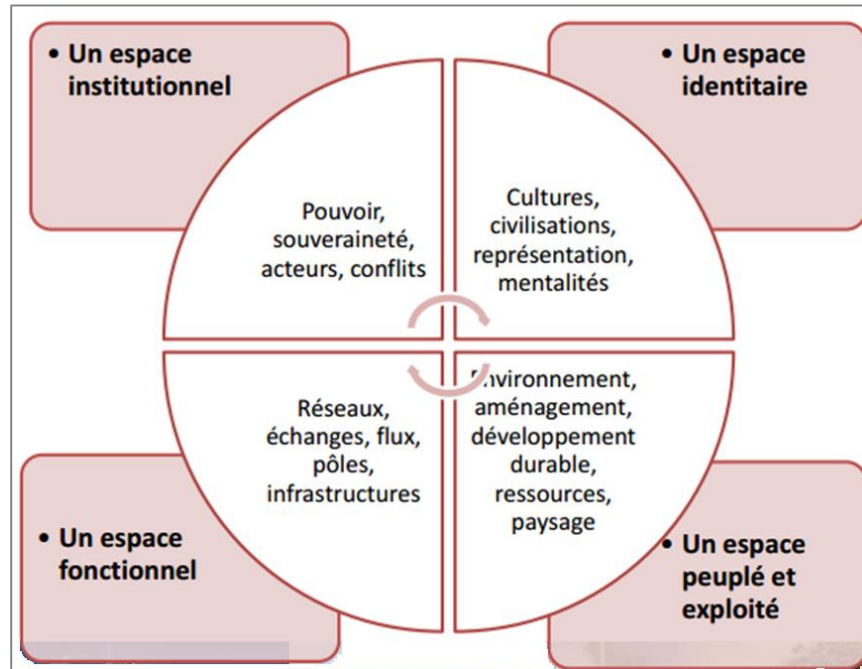 • Un espace
institutionnel
• Un espace
identitaire
Pouvoir,
souveraineté,
acteurs, conflits
Cultures,
civilisations,
représentation,
mentalités
Réseaux,
échanges, flux,
pôles,
infrastructures
Environnement,
aménagement,
développement
durable,
ressources,
paysage
• Un espace
fonctionnel
• Un espace
peuplé et
exploité